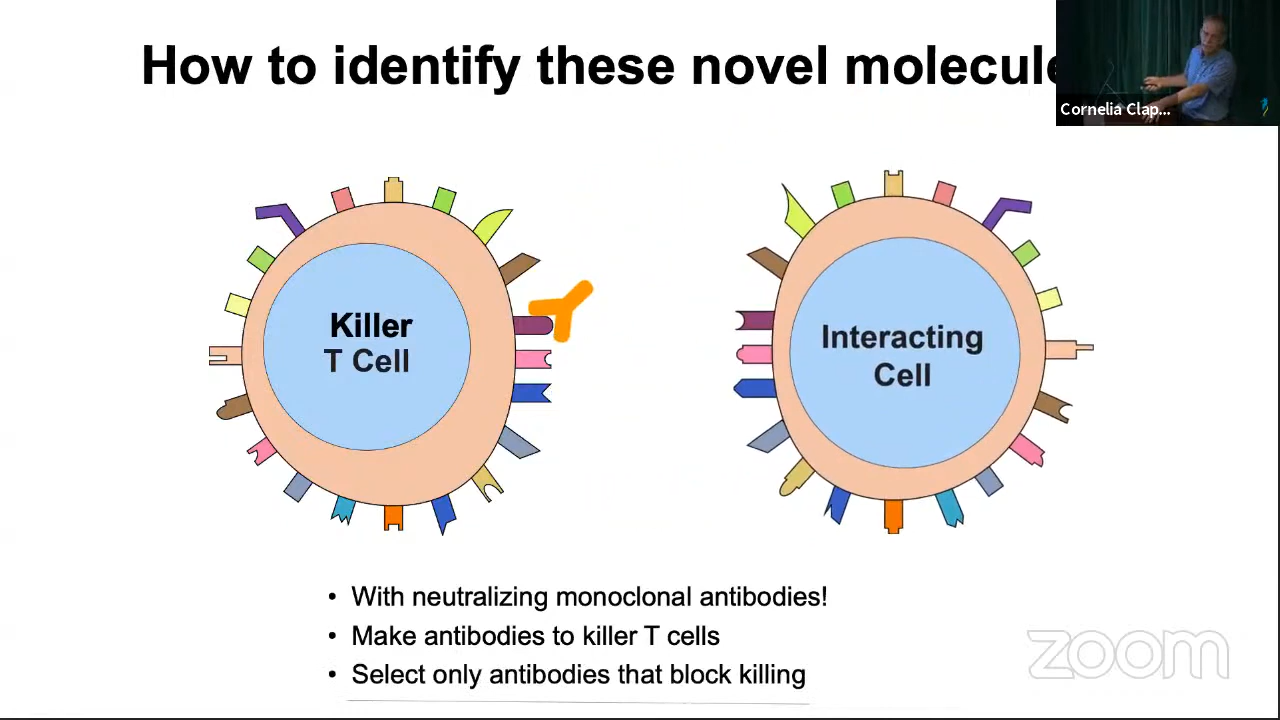 How to identify these novel molecule
Cornelia Clap...
Killer
T Cell
Interacting
Cell
• With neutralizing monoclonal antibodies!
• Make antibodies to killer T cells
• Select only antibodies that block killing
zoom